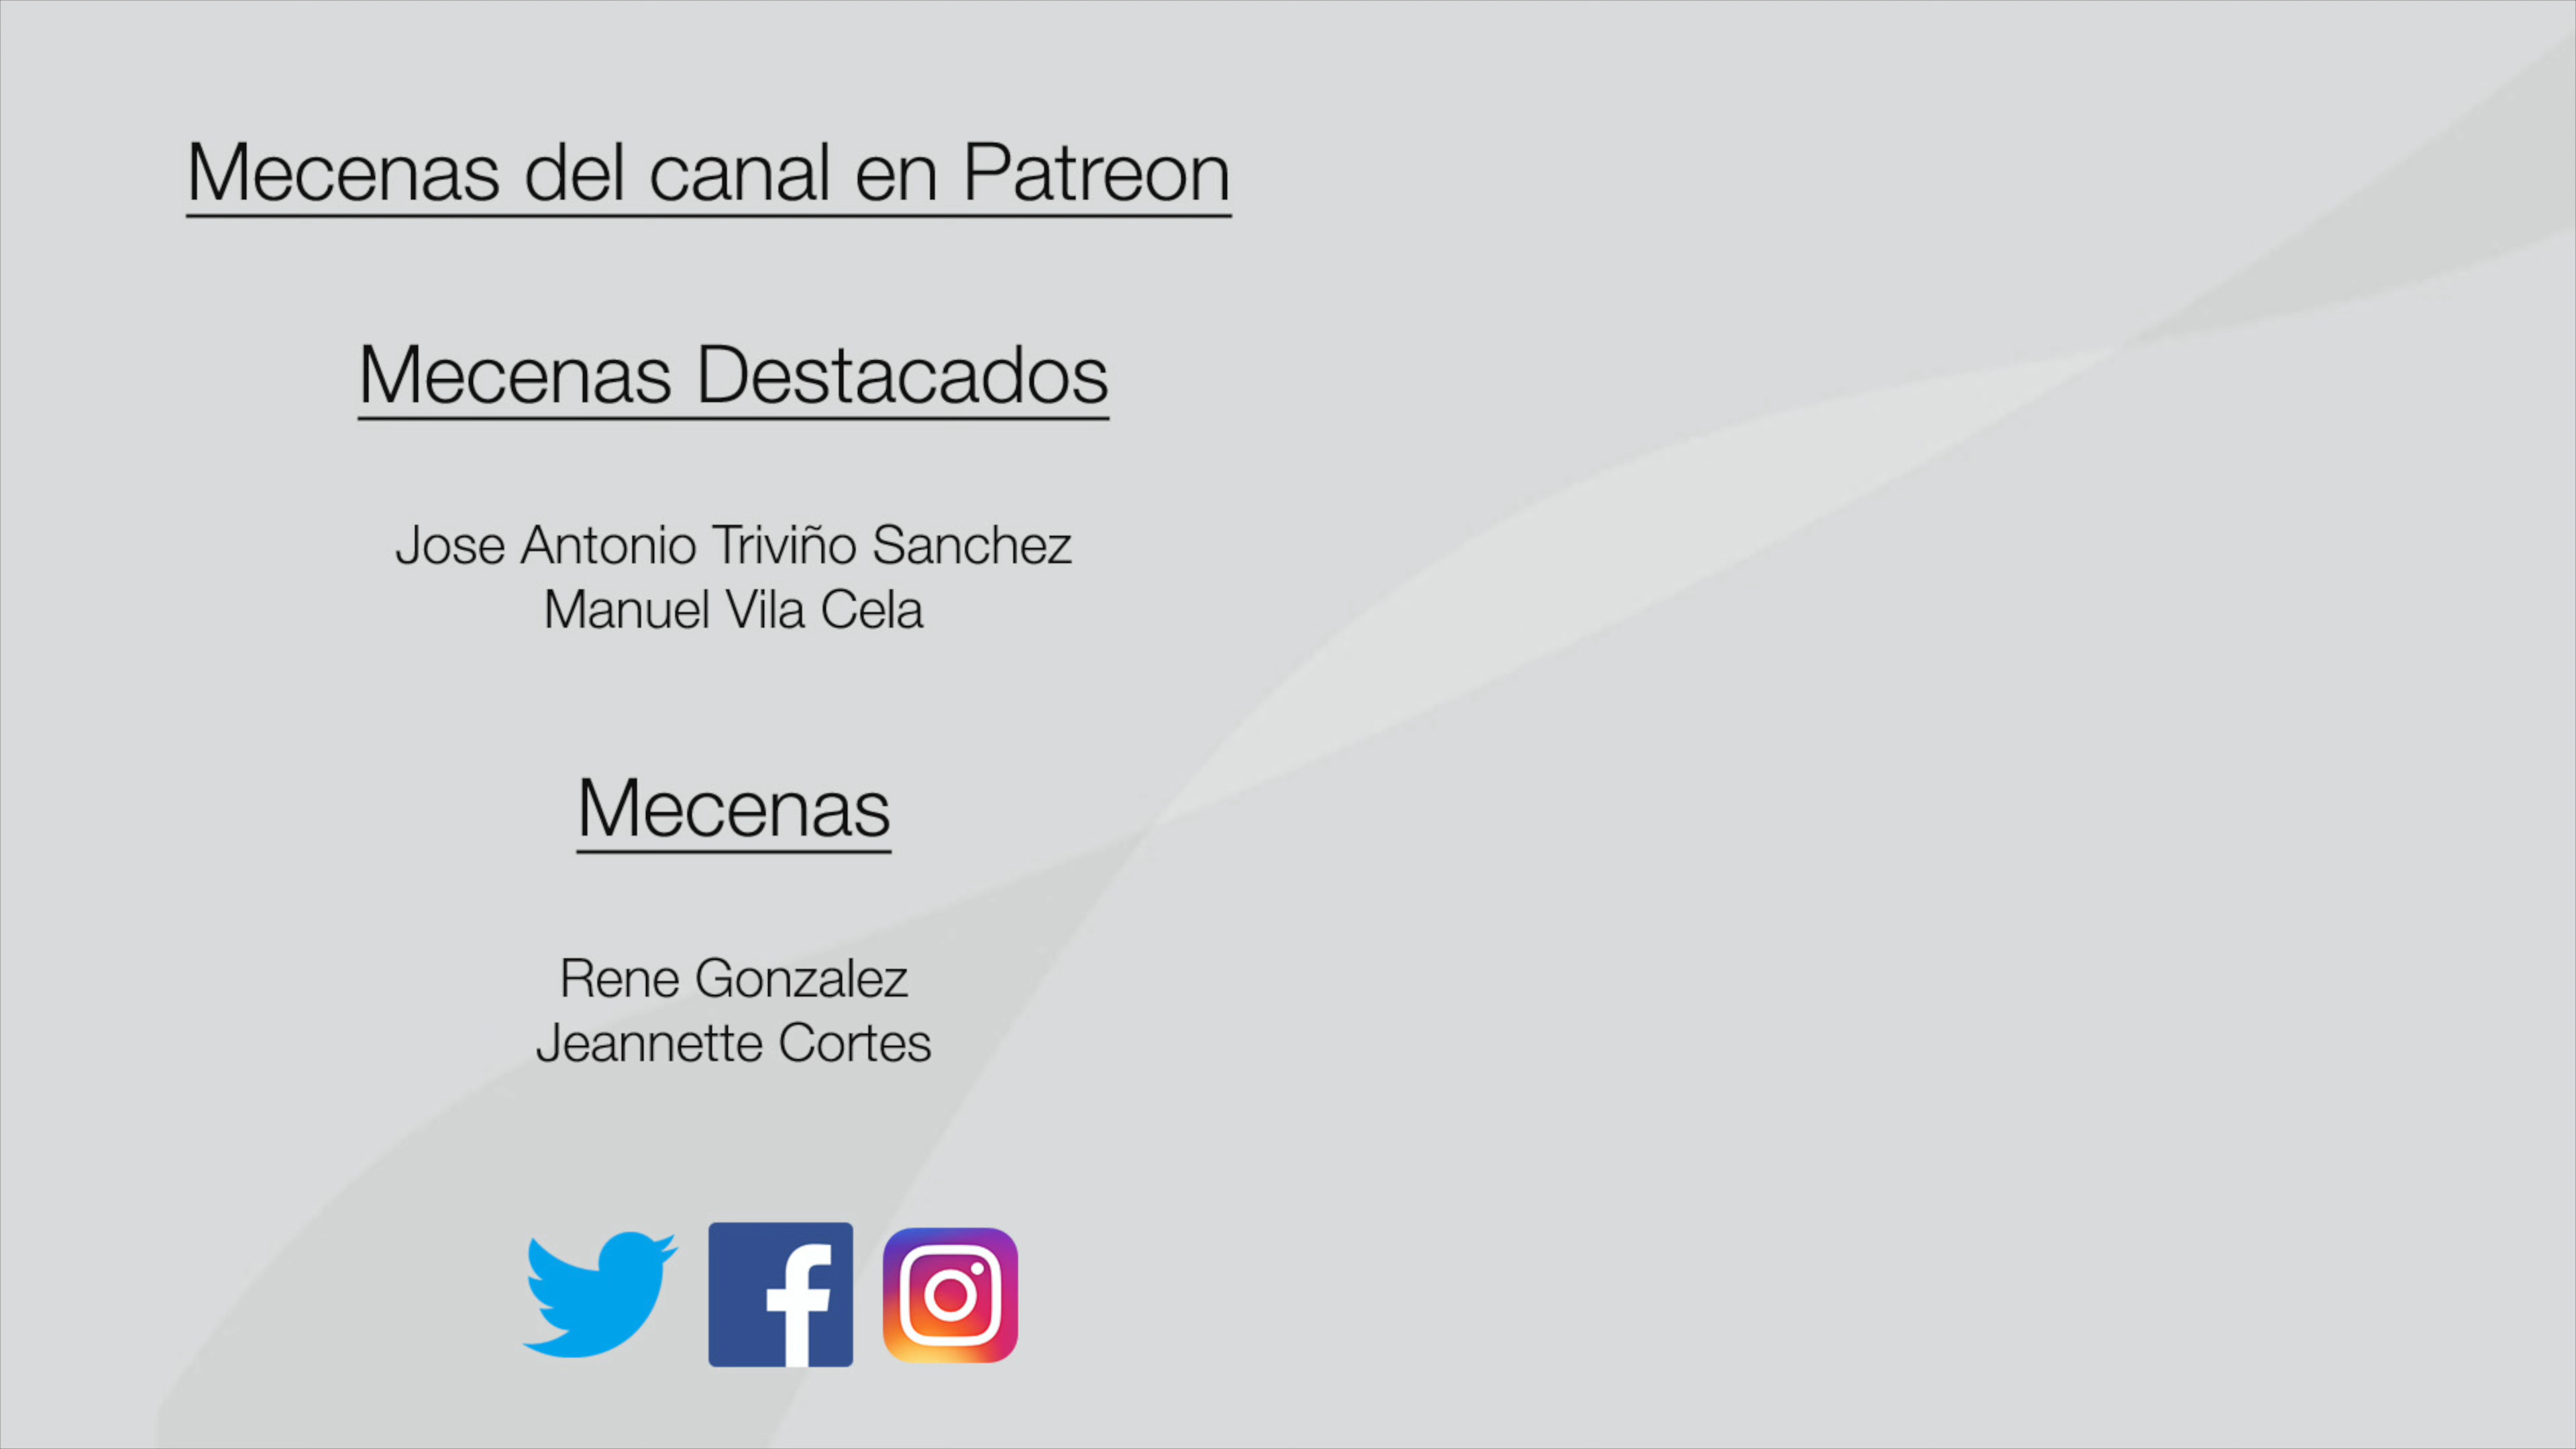 Mecenas del canal en Patreon
Mecenas Destacados
Jose Antonio Triviño Sanchez
Manuel Vila Cela
Mecenas
Rene Gonzalez
Jeannette Cortes